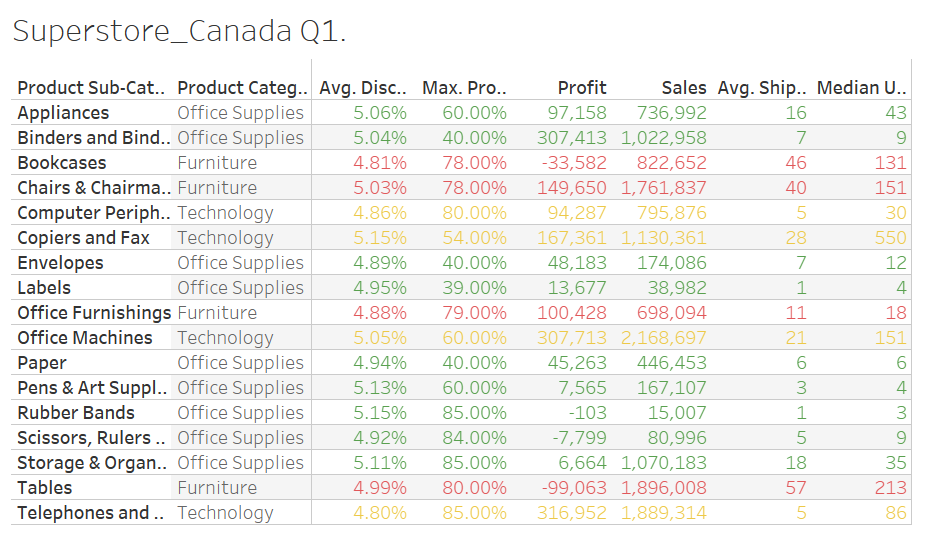 Superstore_Canada Q1.
Product Sub-Cat.. Product Categ.. Avg. Disc.. Max. Pro.. Profit Sales Avg. Ship.. Median U..
Appliances Office Supplies 5.06% 60.00% 97,158 736,992 16 43
Binders and Bind.. Office Supplies 5.04% 40.00% 307,413 1,022,958 7 9
Bookcases Furniture 4.81% 78.00% -33,582 822,652 46 131
Chairs & Chairma.. Furniture 5.03% 78.00% 149,650 1,761,837 40 151
Computer Periph.. Technology 4.86% 80.00% 94,287 795,876 5 30
Copiers and Fax Technology 5.15% 54.00% 167,361 1,130,361 28 550
Envelopes Office Supplies 4.89% 40.00% 48,183 174,086 7 12
Labels Office Supplies 4.95% 39.00% 13,677 38,982 1 4
Office Furnishings Furniture 4.88% 79.00% 100,428 698,094 11 18
Office Machines Technology 5.05% 60.00% 307,713 2,168,697 21 151
Paper Office Supplies 4.94% 40.00% 45,263 446,453 6 6
Pens & Art Suppl.. Office Supplies 5.13% 60.00% 7,565 167,107 3 4
Rubber Bands Office Supplies 5.15% 85.00% -103 15,007 1 3
Scissors, Rulers .. Office Supplies 4.92% 84.00% -7,799 80,996 5 9
Storage & Organ.. Office Supplies 5.11% 85.00% 6,664 1,070,183 18 35
Tables Furniture 4.99% 80.00% -99,063 1,896,008 57 213
Telephones and .. Technology 4.80% 85.00% 316,952 1,889,314 5 86